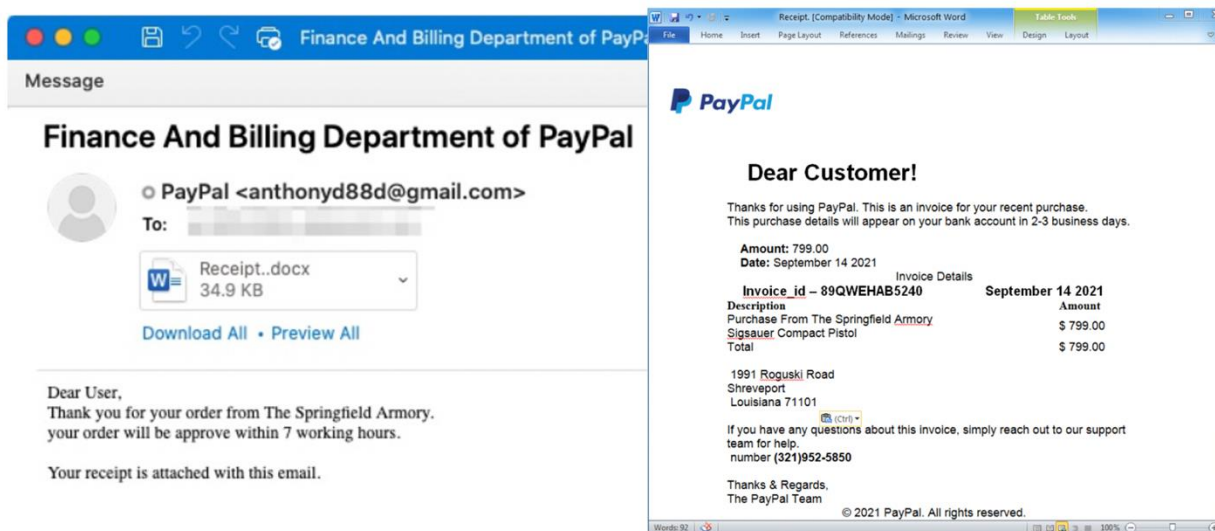 Finance And Billing Department of PayPa
Message
Finance And Billing Department of PayPal
PayPal <anthonyd88d@gmail.com>
To:
W
Receipt..docx
34.9 KB
Download All • Preview All
Dear User,
Thank you for your order from The Springfield Armory.
your order will be approve within 7 working hours.
Your receipt is attached with this email.
W
Receipt. [Compatibility Mode] - Microsoft Word
Table Tools
File Home Insert Page Layout References Mailings Review View Design Layout
PayPal
Dear Customer!
Thanks for using PayPal. This is an invoice for your recent purchase.
This purchase details will appear on your bank account in 2-3 business days.
Amount: 799.00
Date: September 14 2021
Invoice Details
Invoice_id – 89QWEHAB5240 September 14 2021
Description Amount
Purchase From The Springfield Armory
Sigsauer Compact Pistol $ 799.00
Total $ 799.00
1991 Roguski Road
Shreveport
Louisiana 71101
(Ctrl)
If you have any questions about this invoice, simply reach out to our support
team for help.
number (321)952-5850
Thanks & Regards,
The PayPal Team
© 2021 PayPal. All rights reserved.
Words: 92 100%